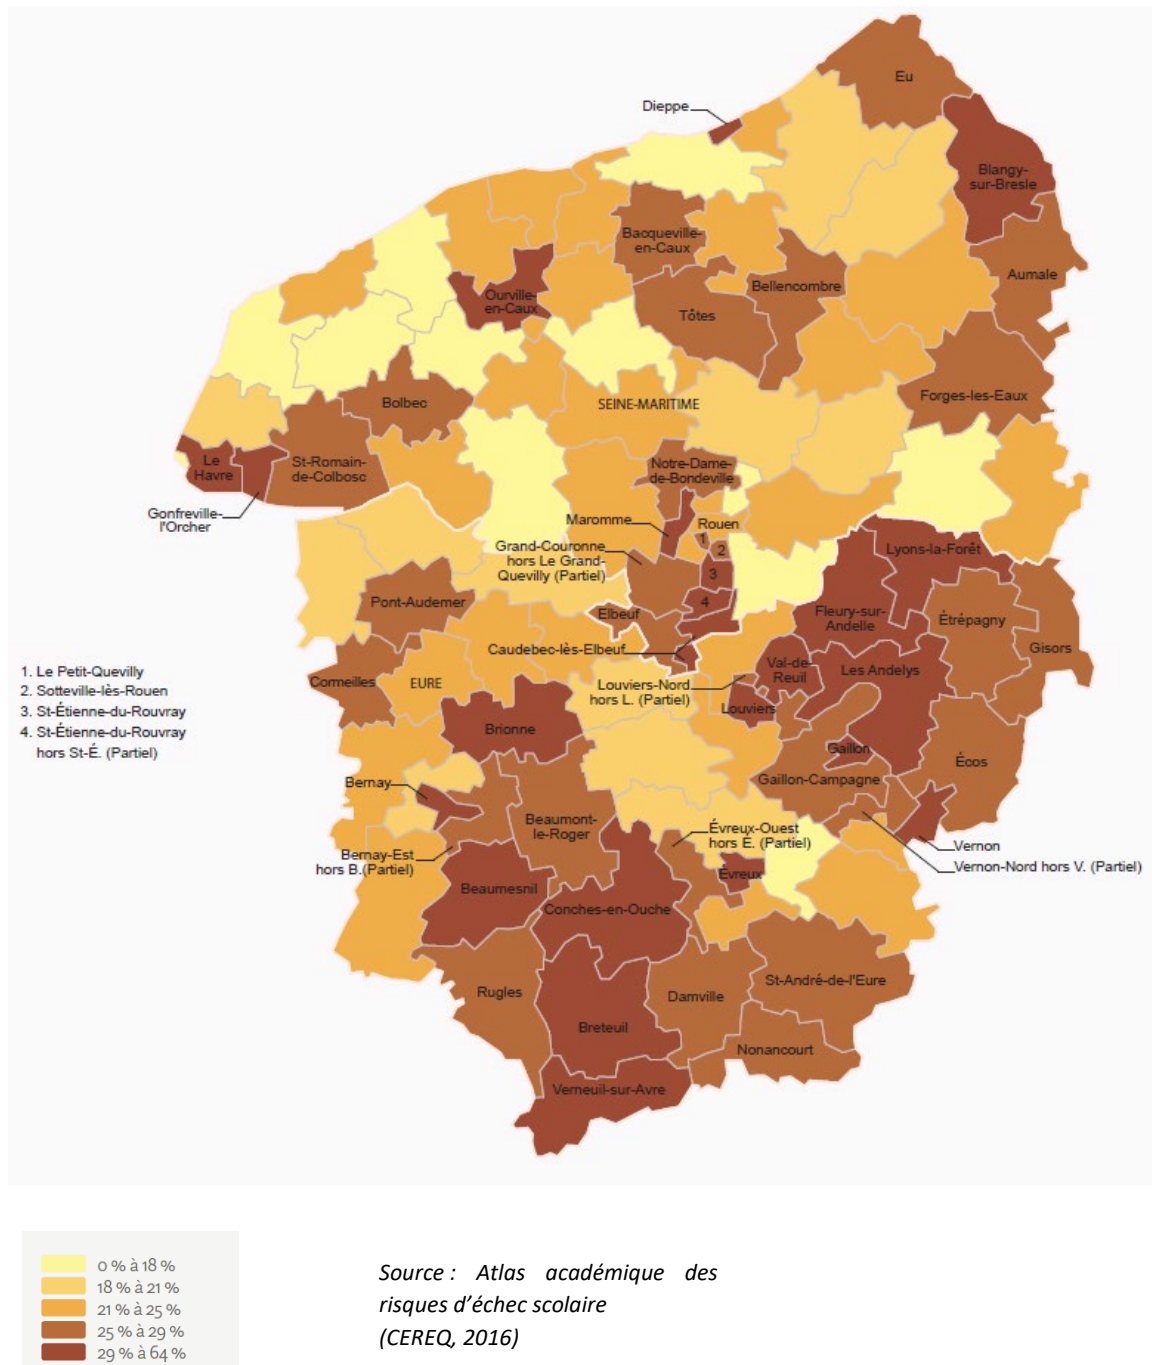 Eu
Dieppe
Blangy-
sur-Bresle
Bacqueville-
en-Caux
Aumale
Bellencombre
Ourville-
en-Caux
Tôtes
Forges-les-Eaux
Bolbec
SEINE-MARITIME
Le
Havre
St-Romain-
de-Colbosc
Notre-Dame-
de-Bondeville
Gonfreville-
l'Orcher
Maromme
Rouen
1
2
3
4
Grand-Couronne
hors Le Grand-
Quevilly (Partiel)
Lyons-la-Forêt
Pont-Audemer
Elbeuf
Fleury-sur-
Andelle
Étrépagny
Caudebec-lès-Elbeuf
Gisors
1. Le Petit-Quevilly
2. Sotteville-lès-Rouen
3. St-Étienne-du-Rouvray
4. St-Étienne-du-Rouvray
hors St-É. (Partiel)
Cormeilles
EURE
Louviers-Nord
hors L. (Partiel)
Val-de-
Reuil
Les Andelys
Louviers
Brionne
Gaillon
Écos
Gaillon-Campagne
Bernay
Beaumont-
le-Roger
Évreux-Ouest
hors É. (Partiel)
Vernon
Bernay-Est
hors B.(Partiel)
Vernon-Nord hors V. (Partiel)
Évreux
Beaumesnil
Conches-en-Ouche
Rugles
Damville
St-André-de-l'Eure
Breteuil
Nonancourt
Verneuil-sur-Avre
0 % à 18 %
18 % à 21 %
21 % à 25 %
25 % à 29 %
29 % à 64 %
Source : Atlas académique des
risques d'échec scolaire
(CEREQ, 2016)